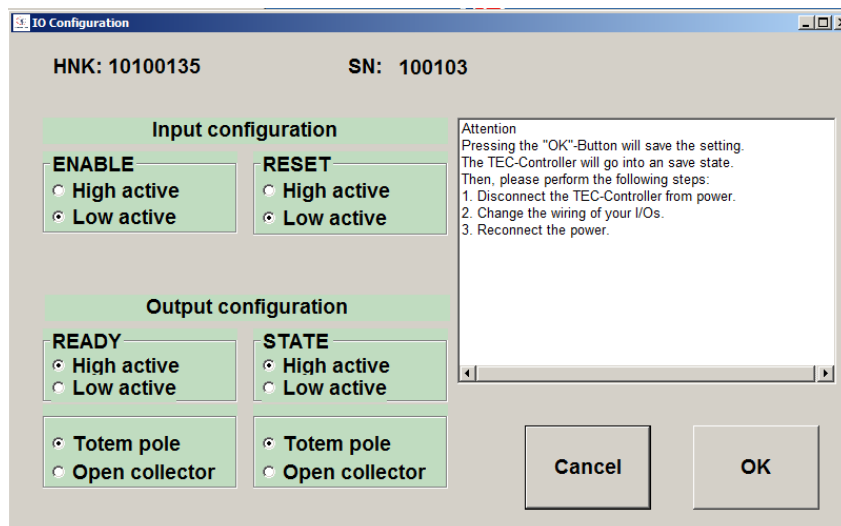 IO Configuration
HNK: 10100135 SN: 100103
Input configuration
ENABLE
High active
Low active
RESET
High active
Low active
Attention
Pressing the "OK"-Button will save the setting.
The TEC-Controller will go into an save state.
Then, please perform the following steps:
1. Disconnect the TEC-Controller from power.
2. Change the wiring of your I/Os.
3. Reconnect the power.
Output configuration
READY
High active
Low active
STATE
High active
Low active
Totem pole
Open collector
Totem pole
Open collector
Cancel
OK